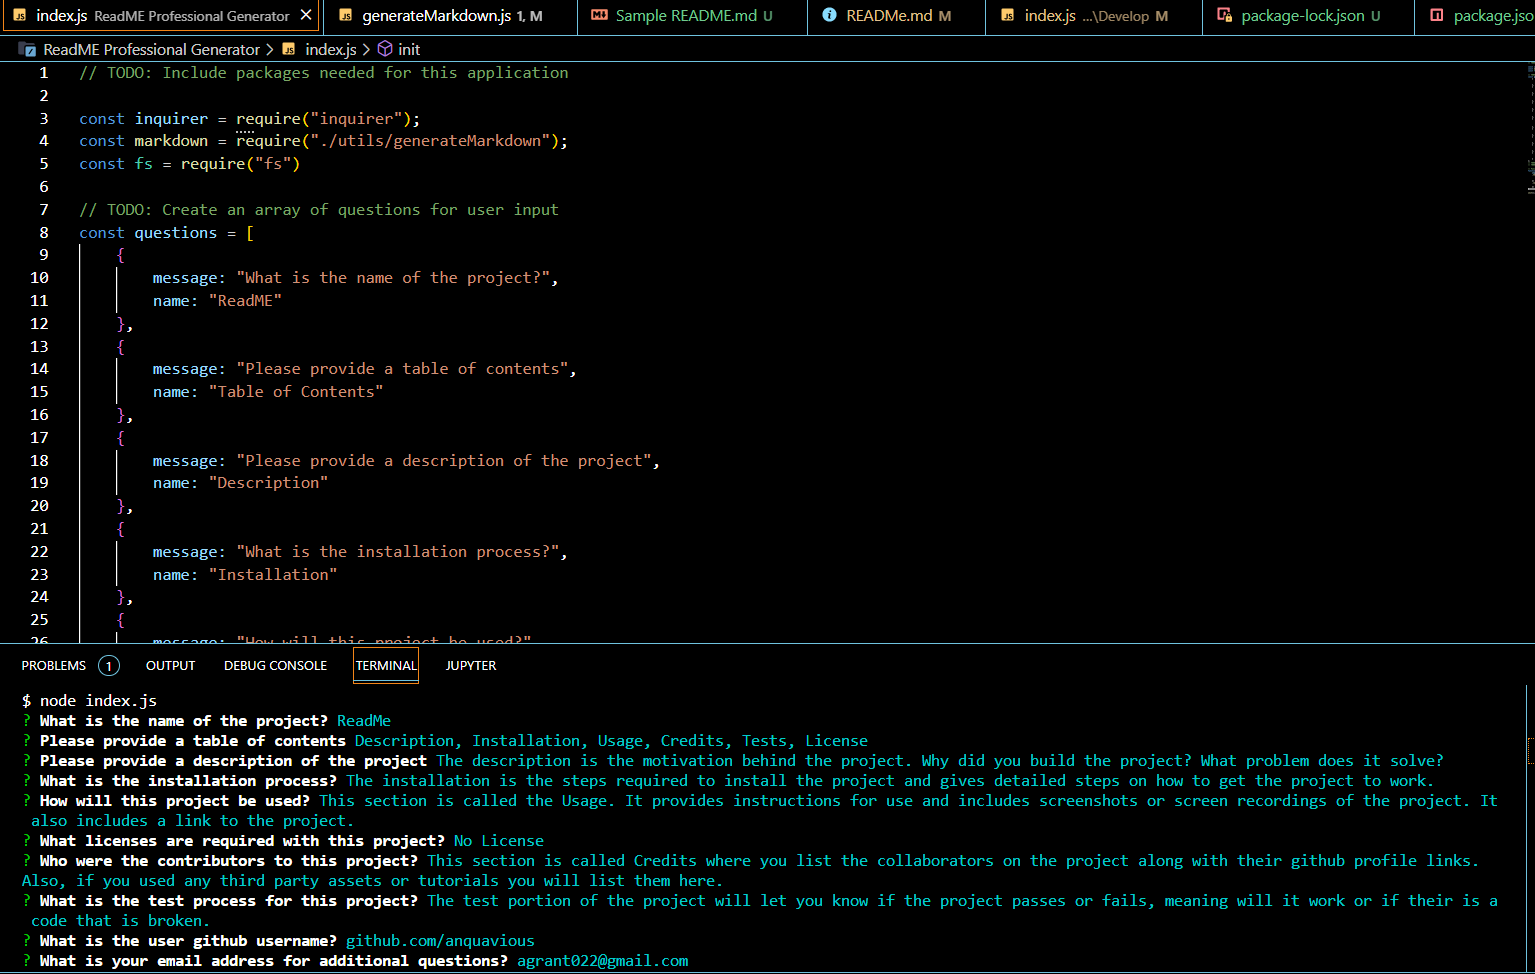 index.js ReadME Professional Generator
generateMarkdown.js 1, M
Sample README.md U
READMe.md M
index.js ...\Develop M
package-lock.json U
package.jso
ReadME Professional Generator > index.js > init
1 // TODO: Include packages needed for this application
2
3 const inquirer = require("inquirer");
4 const markdown = require("./utils/generateMarkdown");
5 const fs = require("fs")
6
7 // TODO: Create an array of questions for user input
8 const questions = [
9 {
10 message: "What is the name of the project?",
11 name: "ReadME"
12 },
13 {
14 message: "Please provide a table of contents",
15 name: "Table of Contents"
16 },
17 {
18 message: "Please provide a description of the project",
19 name: "Description"
20 },
21 {
22 message: "What is the installation process?",
23 name: "Installation"
24 },
25 {
26 message: "How will this project be used?"
PROBLEMS 1 OUTPUT DEBUG CONSOLE TERMINAL JUPYTER
$ node index.js
? What is the name of the project? ReadMe
? Please provide a table of contents Description, Installation, Usage, Credits, Tests, License
? Please provide a description of the project The description is the motivation behind the project. Why did you build the project? What problem does it solve?
? What is the installation process? The installation is the steps required to install the project and gives detailed steps on how to get the project to work.
? How will this project be used? This section is called the Usage. It provides instructions for use and includes screenshots or screen recordings of the project. It
also includes a link to the project.
? What licenses are required with this project? No License
? Who were the contributors to this project? This section is called Credits where you list the collaborators on the project along with their github profile links.
Also, if you used any third party assets or tutorials you will list them here.
? What is the test process for this project? The test portion of the project will let you know if the project passes or fails, meaning will it work or if their is a
code that is broken.
? What is the user github username? github.com/anquavious
? What is your email address for additional questions? agrant022@gmail.com